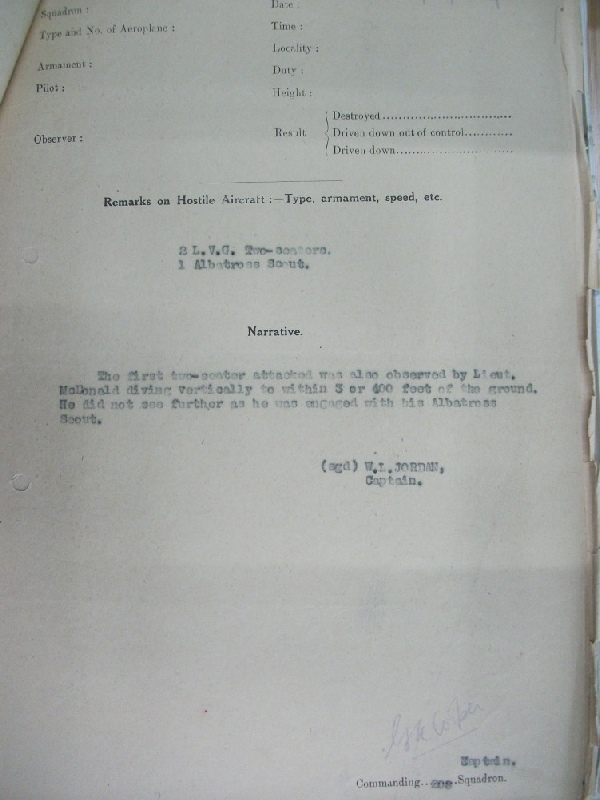 Squadron :
Date :
Type and No. of Aeroplane :
Time :
Locality :
Armament :
Duty :
Pilot :
Height :
Observer :
Result
Destroyed
Driven down out of control
Driven down
Remarks on Hostile Aircraft :—Type, armament, speed, etc.
2 L.V.G. Two-seaters.
1 Albatross Scout.
Narrative.
The first two-seater attacked was also observed by Lieut.
McDonald diving vertically to within 3 or 400 feet of the ground.
He did not see further as he was engaged with his Albatross
Scout.
(sgd) W.L.JORDAN,
Captain.
Captain.
Commanding Squadron.